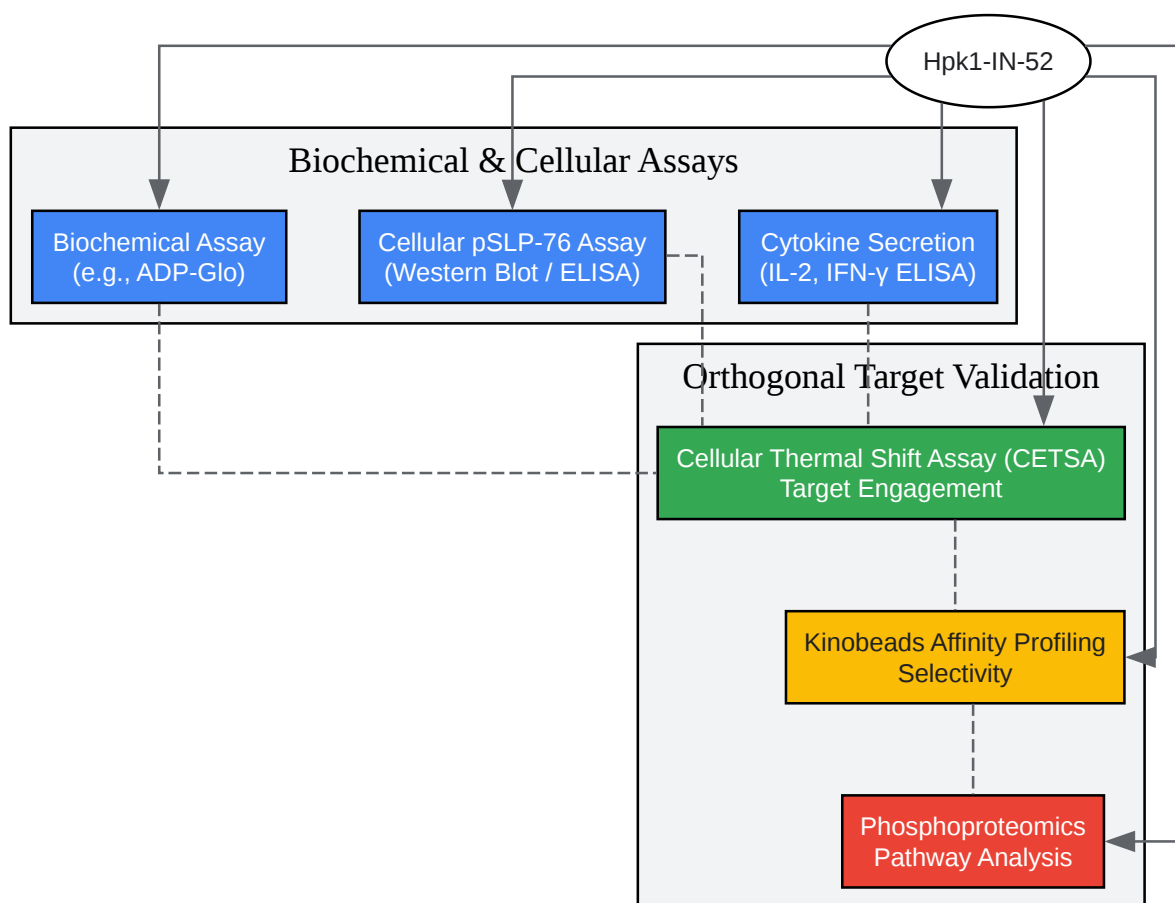 Hpk1-IN-52
Biochemical & Cellular Assays
Biochemical Assay
(e.g., ADP-Glo)
Cellular pSLP-76 Assay
(Western Blot / ELISA)
Cytokine Secretion
(IL-2, IFN-γ ELISA)
Orthogonal Target Validation
Cellular Thermal Shift Assay (CETSA)
Target Engagement
Kinobeads Affinity Profiling
Selectivity
Phosphoproteomics
Pathway Analysis